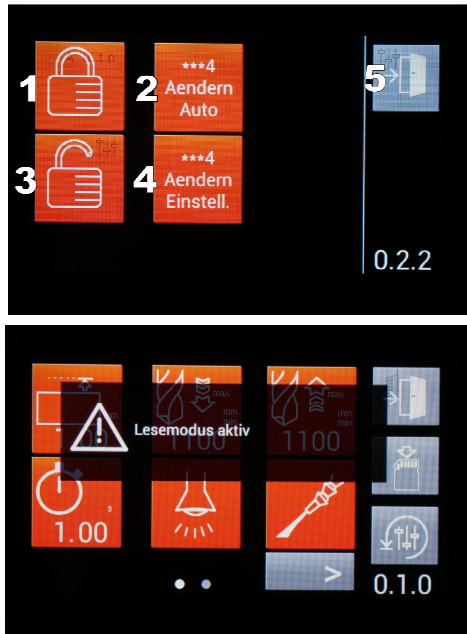 1
***4
2
Aendern
Auto
5
3
***4
4
Aendern
Einstell.
0.2.2
max
max
mm
min
mm
min
1100
1100
Lesemodus aktiv
s
1.00
>
0.1.0